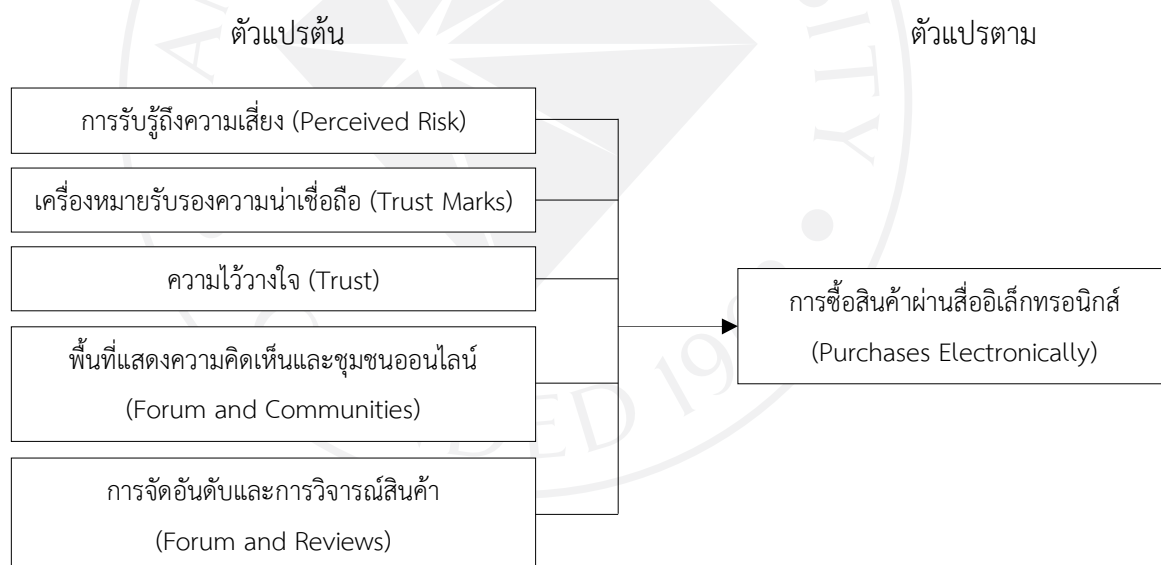 ตัวแปรต้น
ตัวแปรตาม
การรับรู้ถึงความเสี่ยง (Perceived Risk)
เครื่องหมายรับรองความน่าเชื่อถือ (Trust Marks)
ความไว้วางใจ (Trust)
พื้นที่แสดงความคิดเห็นและชุมชนออนไลน์
(Forum and Communities)
การจัดอันดับและการวิจารณ์สินค้า
(Forum and Reviews)
การซื้อสินค้าผ่านสื่ออิเล็กทรอนิกส์
(Purchases Electronically)